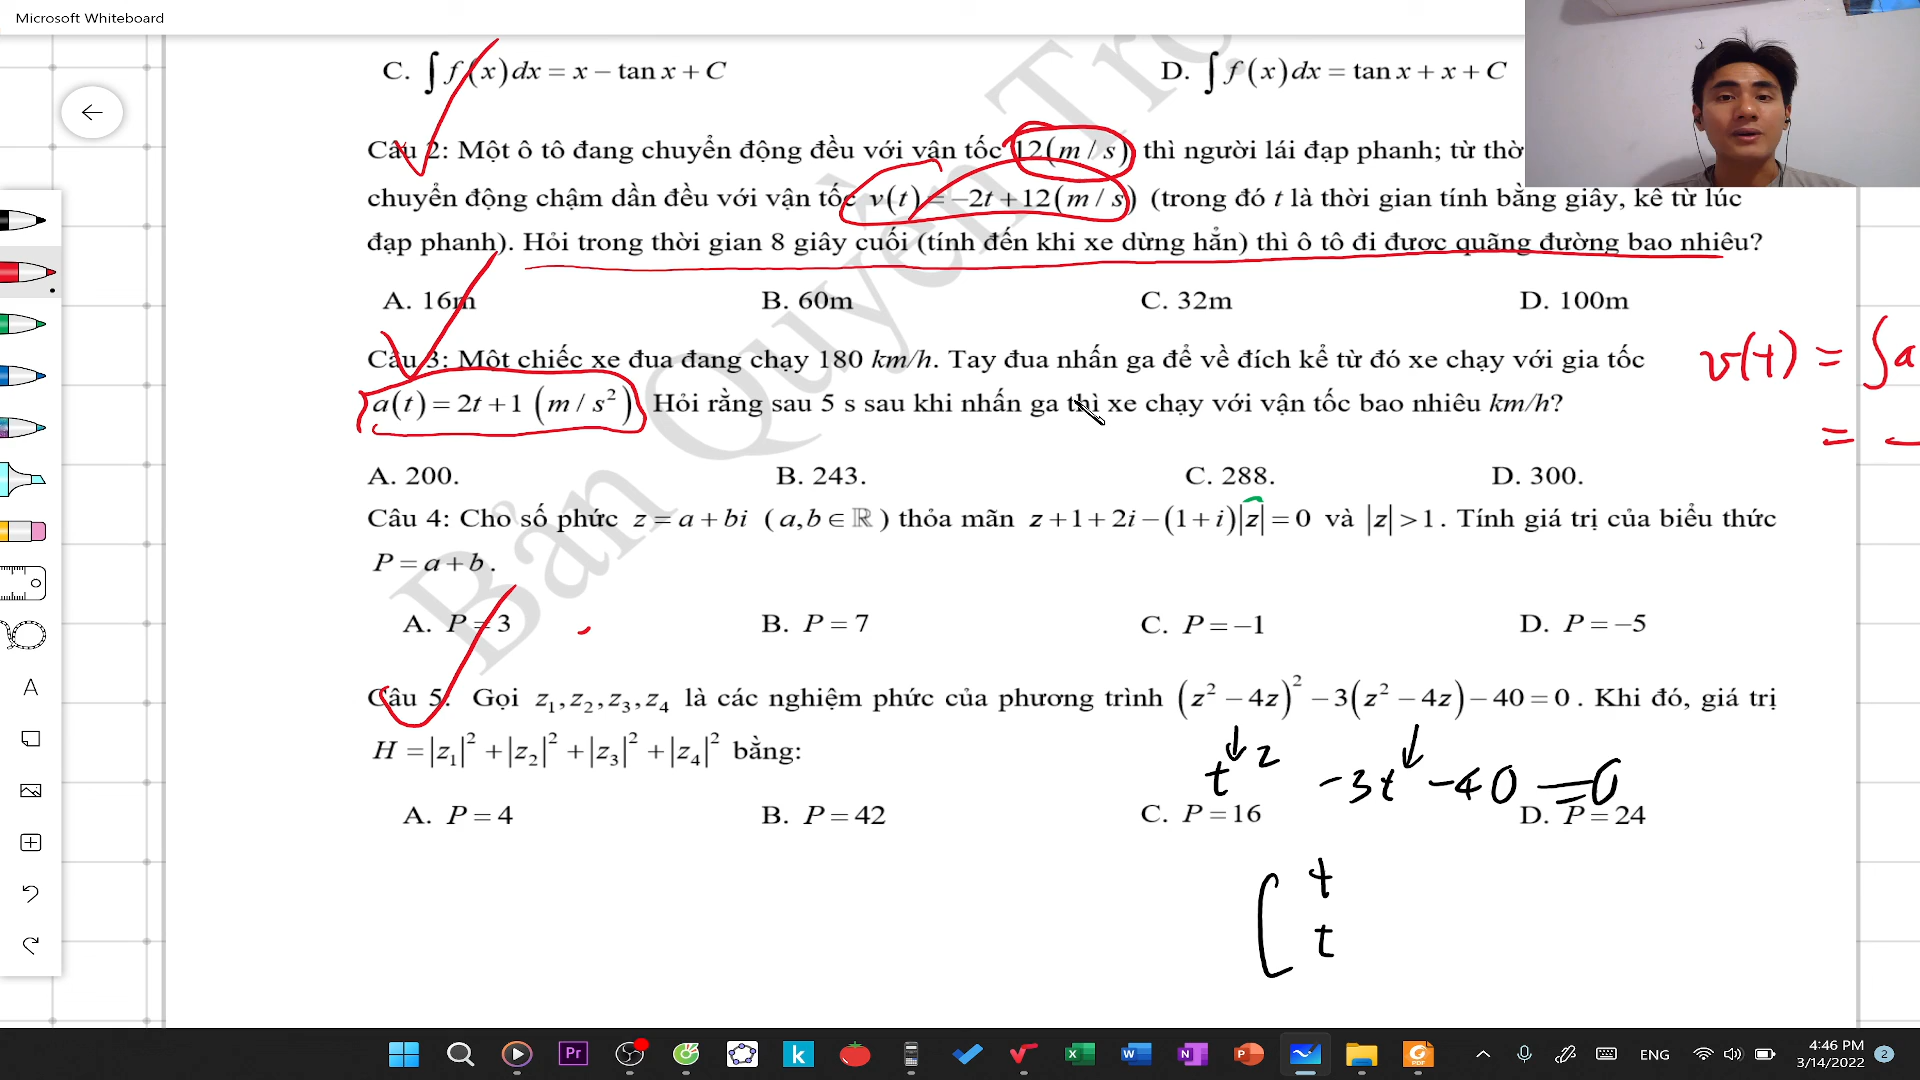 Microsoft Whiteboard
C. ∫ f(x)dx = x − tan x + C
D. ∫ f(x)dx = tan x + x + C
Câu 2: Một ô tô đang chuyển động đều với vận tốc 12(m/s) thì người lái đạp phanh; từ thờ
chuyển động chậm dần đều với vận tốc v(t) = −2t + 12(m/s) (trong đó t là thời gian tính bằng giây, kể từ lúc
đạp phanh). Hỏi trong thời gian 8 giây cuối (tính đến khi xe dừng hẳn) thì ô tô đi được quãng đường bao nhiêu?
A. 16m B. 60m C. 32m D. 100m
Câu 3: Một chiếc xe đua đang chạy 180 km/h. Tay đua nhấn ga để về đích kể từ đó xe chạy với gia tốc
v(t) = ∫a
a(t) = 2t + 1 (m/s²). Hỏi rằng sau 5 s sau khi nhấn ga thì xe chạy với vận tốc bao nhiêu km/h?
=
A. 200. B. 243. C. 288. D. 300.
Câu 4: Cho số phức z = a + bi (a,b ∈ ℝ) thỏa mãn z + 1 + 2i − (1 + i)|z| = 0 và |z| > 1. Tính giá trị của biểu thức
P = a + b.
A. P = 3 B. P = 7 C. P = −1 D. P = −5
Câu 5: Gọi z₁, z₂, z₃, z₄ là các nghiệm phức của phương trình (z² − 4z)² − 3(z² − 4z) − 40 = 0. Khi đó, giá trị
H = |z₁|² + |z₂|² + |z₃|² + |z₄|² bằng:
t² −3t −40 = 0
A. P = 4 B. P = 42 C. P = 16 D. P = 24
t
t
A
Bản Quyền Trọ
Pr
k
ENG
4:46 PM
3/14/2022
2